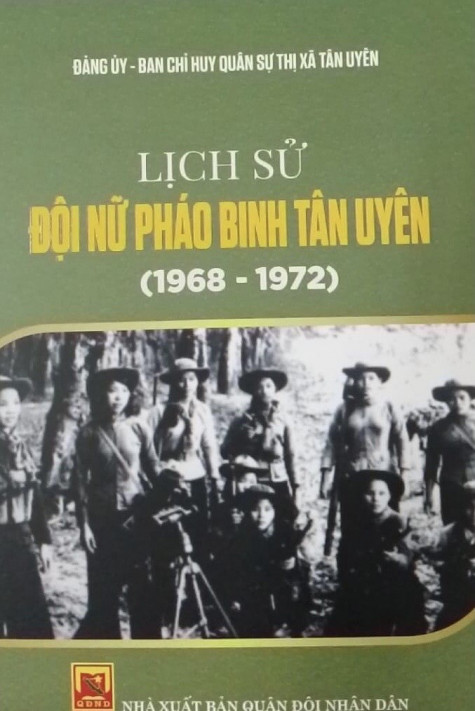 ĐẢNG ỦY - BAN CHỈ HUY QUÂN SỰ THỊ XÃ TÂN UYÊN
LỊCH SỬ
ĐỘI NỮ PHÁO BINH TÂN UYÊN
(1968 - 1972)
QĐND
NHÀ XUẤT BẢN QUÂN ĐỘI NHÂN DÂN